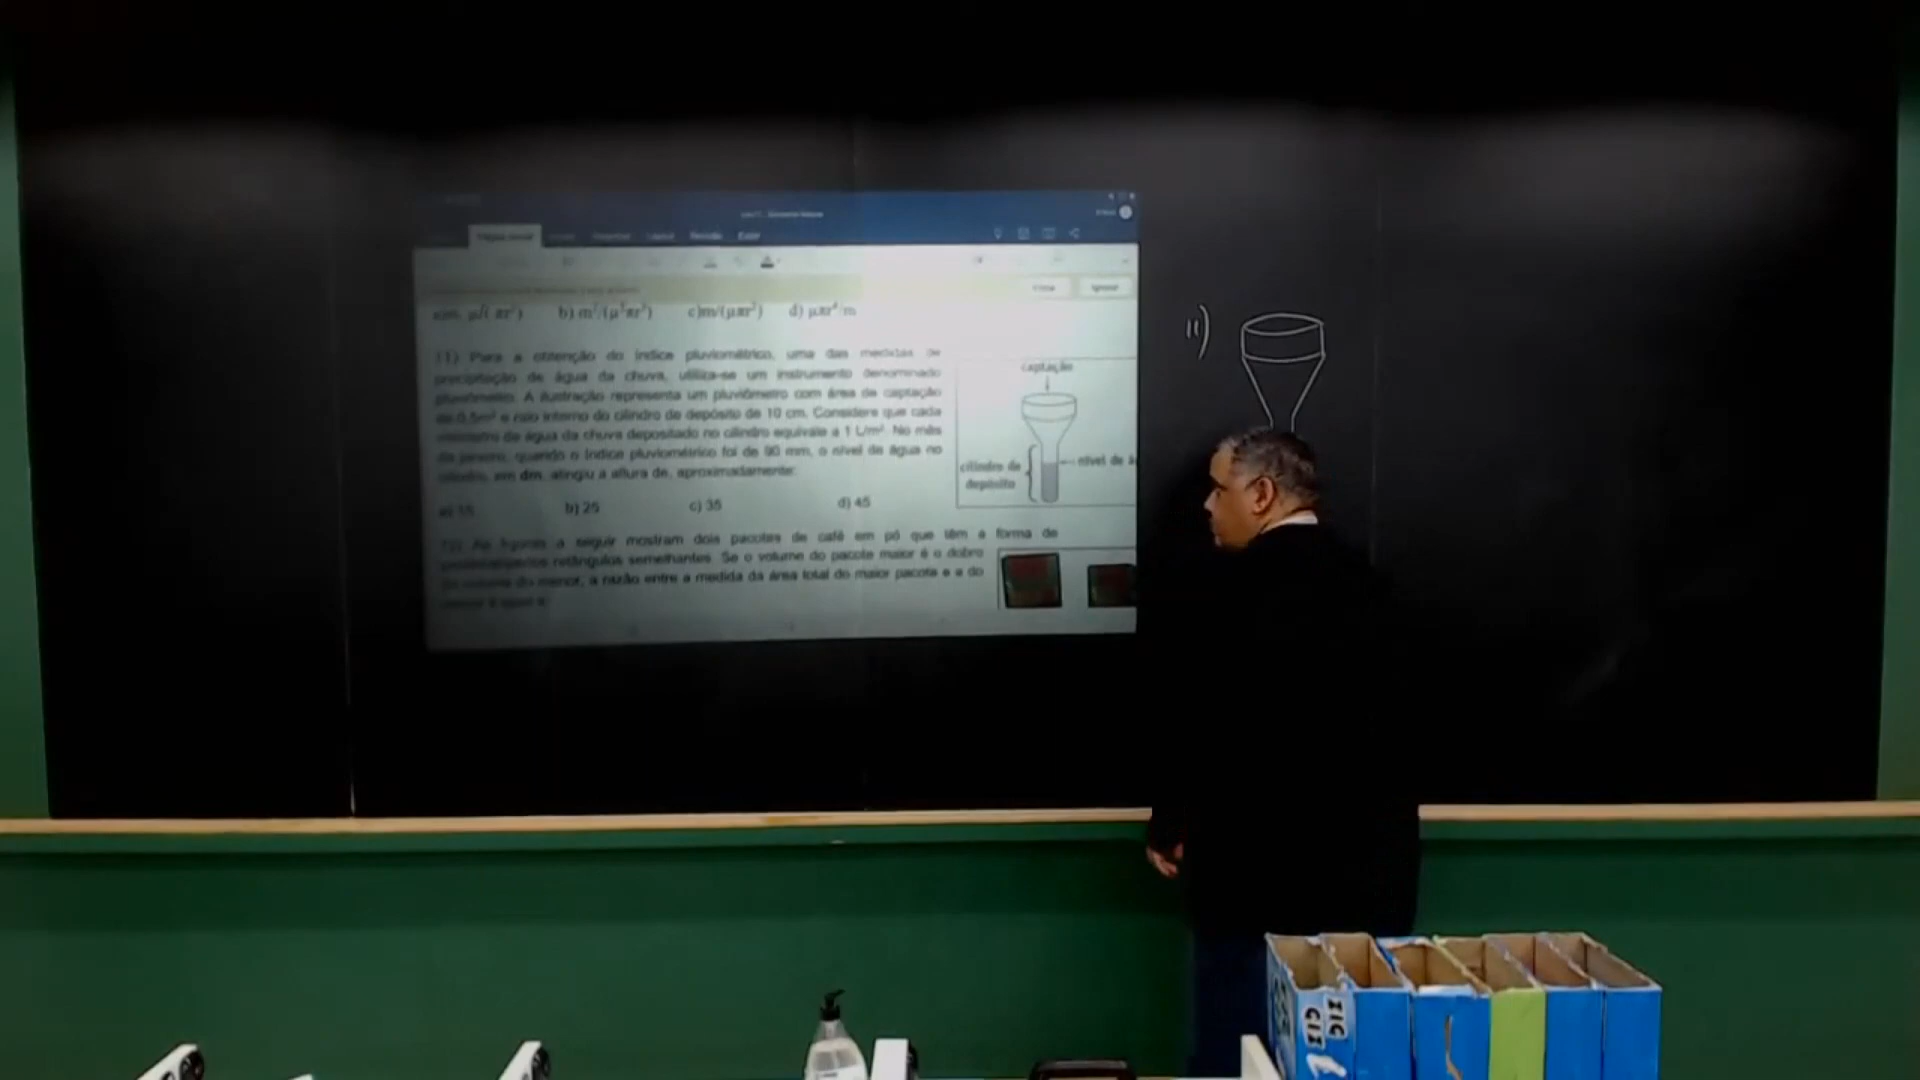 Exibir
b) m²/(μ³πr²) c)m/(μπr²) d) μπr⁴/m
11) Para a obtenção do índice pluviométrico, uma das medidas de
precipitação de água da chuva, utiliza-se um instrumento denominado
pluviômetro. A ilustração representa um pluviômetro com área de captação
de 0,5m² e raio interno do cilindro de depósito de 10 cm. Considere que cada
milímetro de água da chuva depositado no cilindro equivale a 1 L/m². No mês
de janeiro, quando o índice pluviométrico foi de 90 mm, o nível de água no
cilindro, em dm, atingiu a altura de, aproximadamente:
captação
cilindro de
depósito
nível de á
a) 15 b) 25 c) 35 d) 45
12) As figuras a seguir mostram dois pacotes de café em pó que têm a forma de
paralelepípedos retângulos semelhantes. Se o volume do pacote maior é o dobro
do volume do menor, a razão entre a medida da área total do maior pacote e a do
menor é igual a:
11)